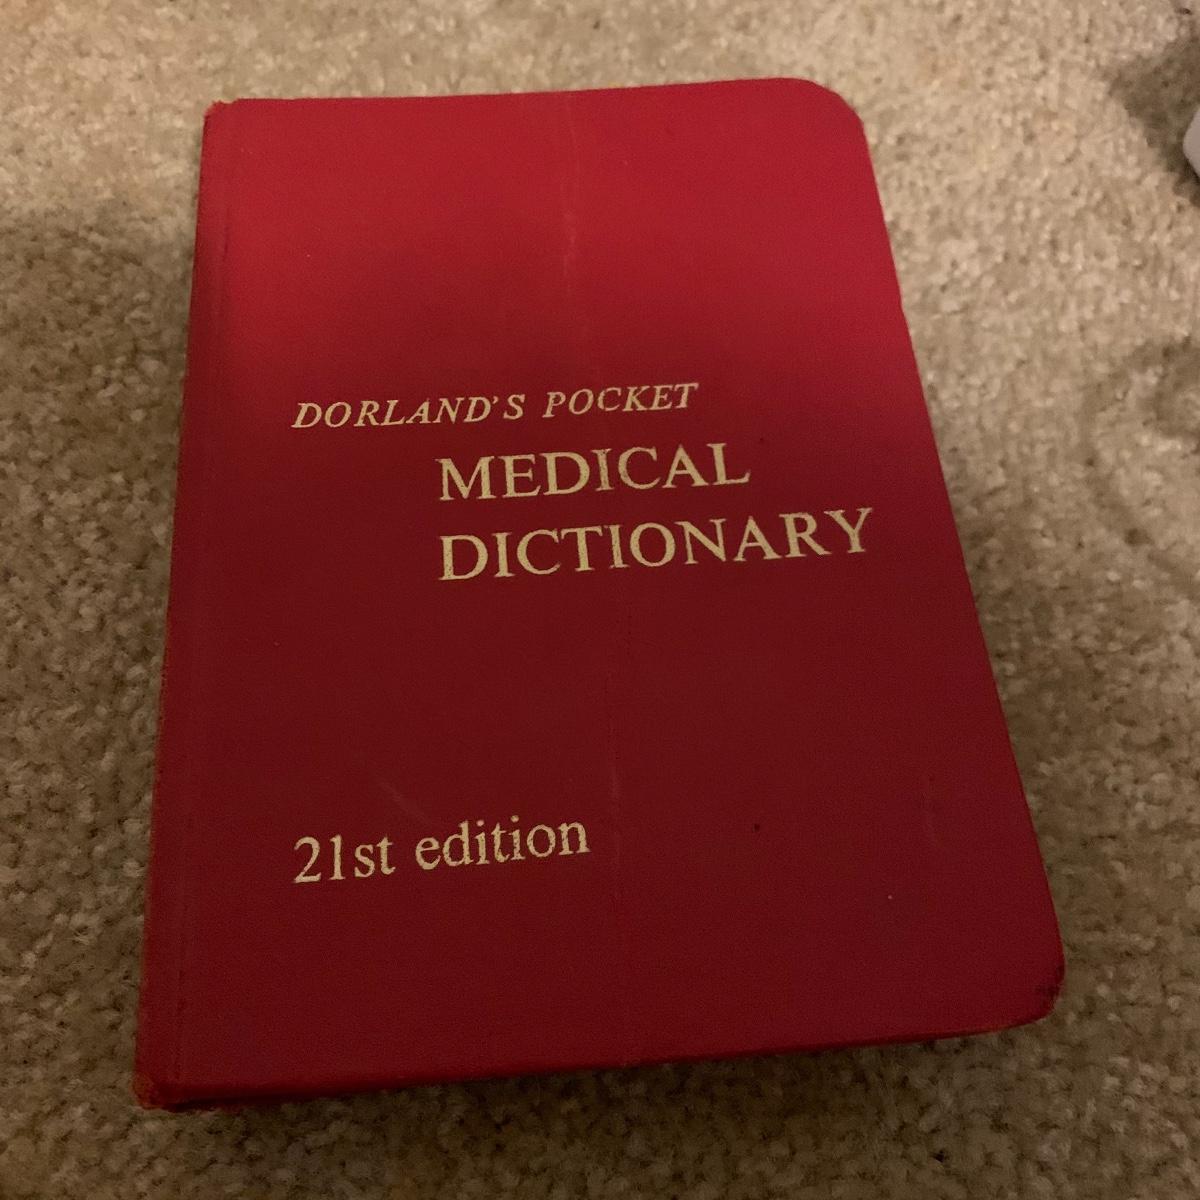 DORLAND'S POCKET
MEDICAL
DICTIONARY
21st edition